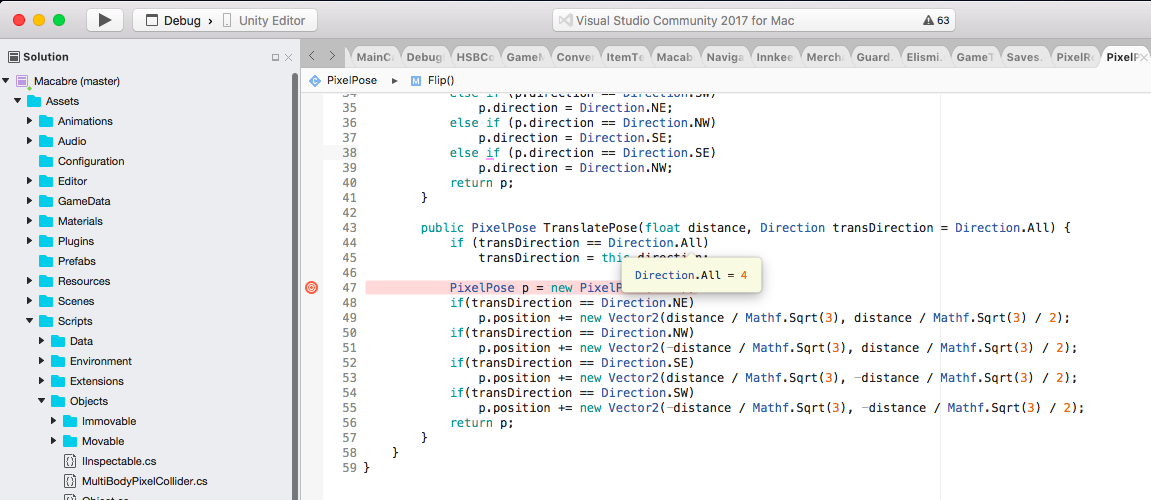 Debug › Unity Editor
Visual Studio Community 2017 for Mac
63
Solution
MainC
Debug
HSBCo
GameM
Conver
ItemTe
Macab
Naviga
Innkee
Mercha
Guard.
Elismi.
GameT
Saves.
PixelRe
PixelP
Macabre (master)
PixelPose
Flip()
Assets
Animations
Audio
Configuration
Editor
GameData
Materials
Plugins
Prefabs
Resources
Scenes
Scripts
Data
Environment
Extensions
Objects
Immovable
Movable
IInspectable.cs
MultiBodyPixelCollider.cs
Object.cs
34 else if (p.direction == Direction.SW)
35 p.direction = Direction.NE;
36 else if (p.direction == Direction.NW)
37 p.direction = Direction.SE;
38 else if (p.direction == Direction.SE)
39 p.direction = Direction.NW;
40 return p;
41 }
42
43 public PixelPose TranslatePose(float distance, Direction transDirection = Direction.All) {
44 if (transDirection == Direction.All)
45 transDirection = this.direction;
Direction.All = 4
46
47 PixelPose p = new PixelP
48 if(transDirection == Direction.NE)
49 p.position += new Vector2(distance / Mathf.Sqrt(3), distance / Mathf.Sqrt(3) / 2);
50 if(transDirection == Direction.NW)
51 p.position += new Vector2(-distance / Mathf.Sqrt(3), distance / Mathf.Sqrt(3) / 2);
52 if(transDirection == Direction.SE)
53 p.position += new Vector2(distance / Mathf.Sqrt(3), -distance / Mathf.Sqrt(3) / 2);
54 if(transDirection == Direction.SW)
55 p.position += new Vector2(-distance / Mathf.Sqrt(3), -distance / Mathf.Sqrt(3) / 2);
56 return p;
57 }
58 }
59 }